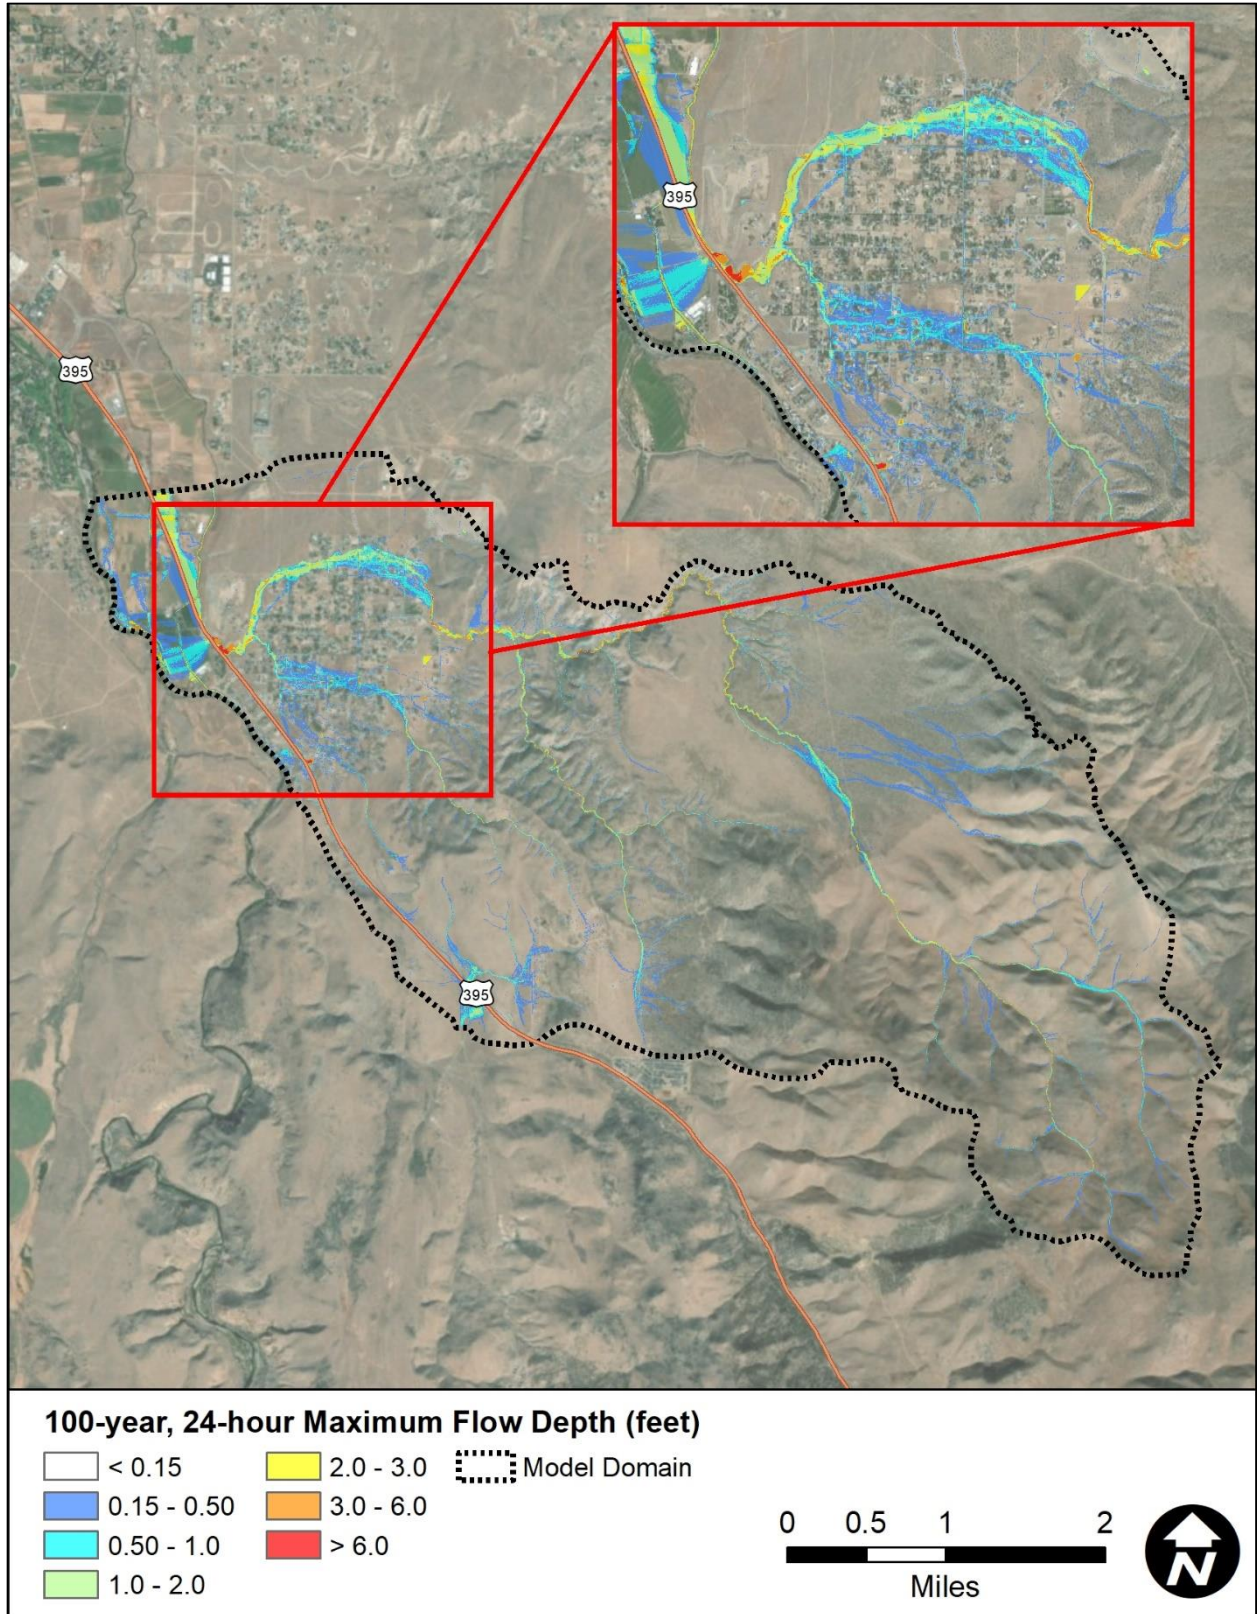 395
395
395
100-year, 24-hour Maximum Flow Depth (feet)
< 0.15
0.15 - 0.50
0.50 - 1.0
1.0 - 2.0
2.0 - 3.0
3.0 - 6.0
> 6.0
Model Domain
0 0.5 1 2
Miles
N